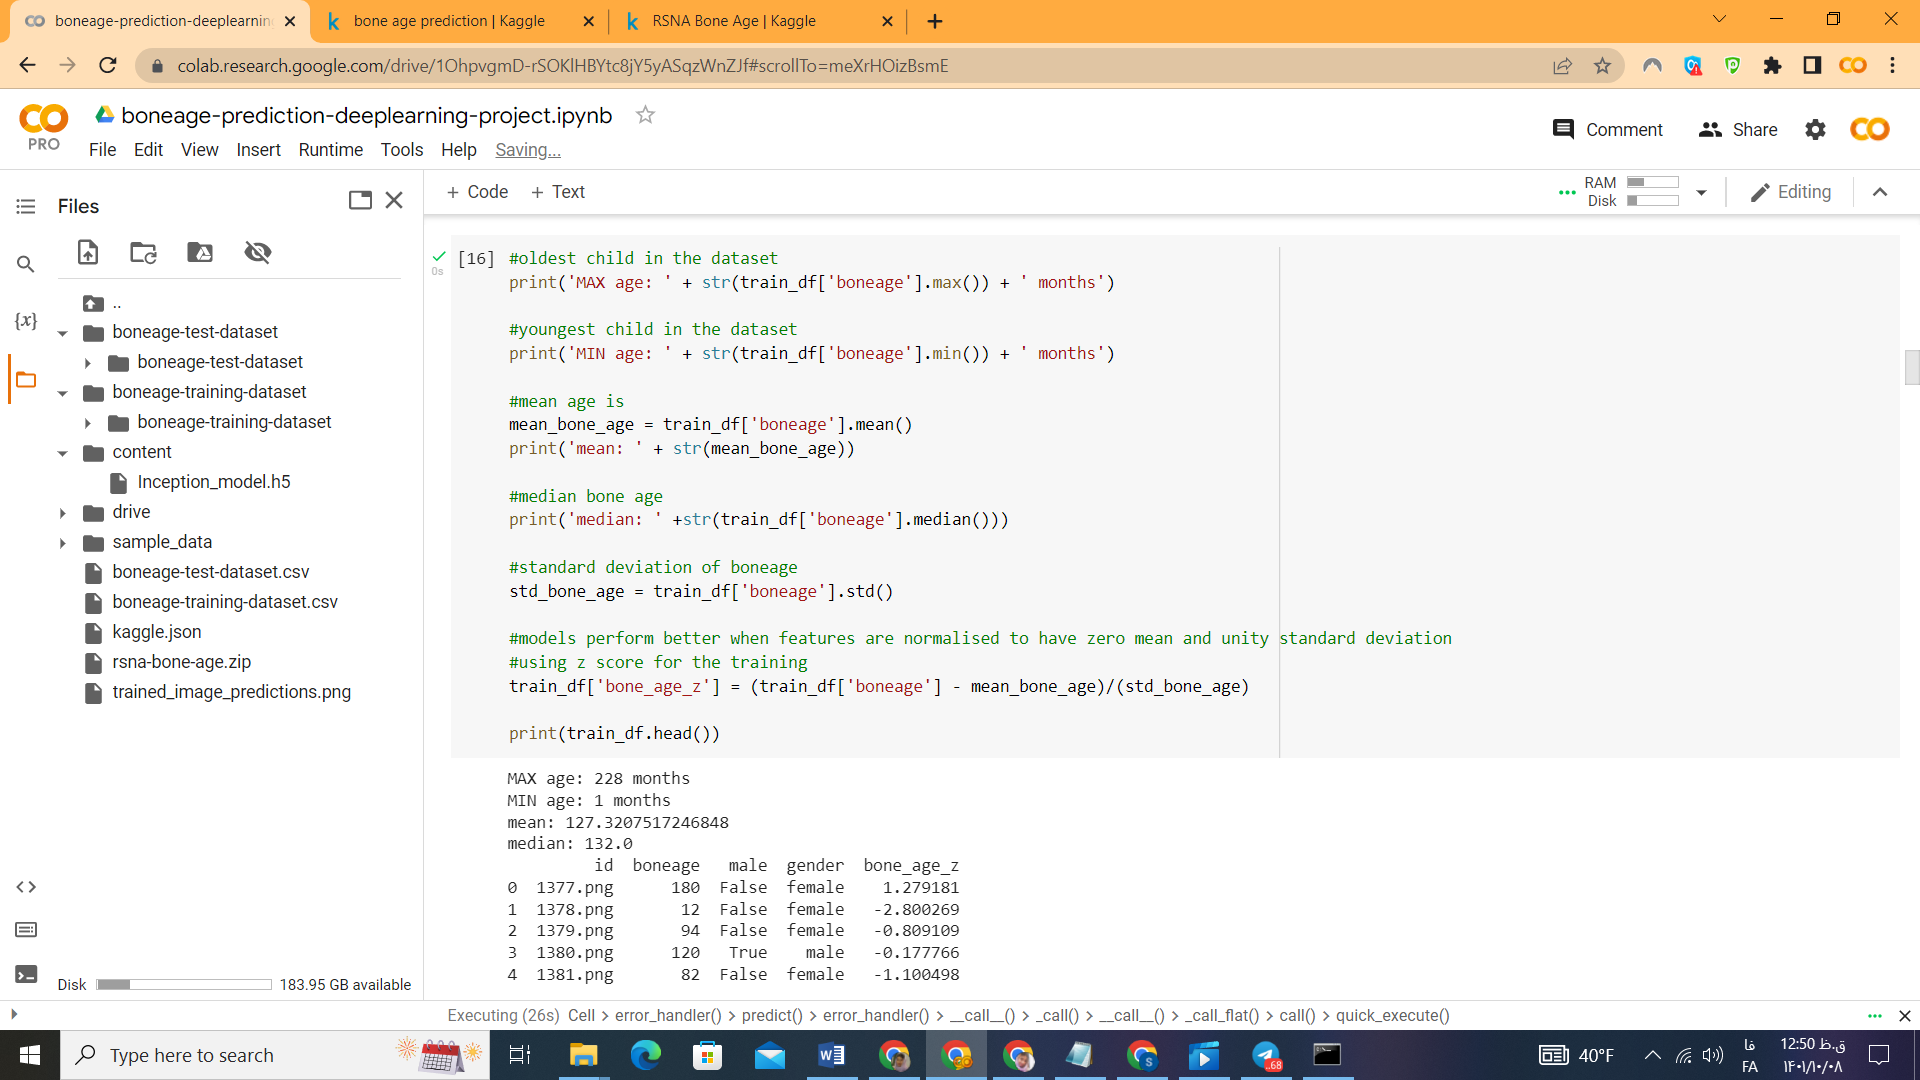 boneage-prediction-deeplearning
bone age prediction | Kaggle
RSNA Bone Age | Kaggle
colab.research.google.com/drive/1OhpvgmD-rSOKlHBYtc8jY5yASqzWnZJf#scrollTo=meXrHOizBsmE
PRO
boneage-prediction-deeplearning-project.ipynb
File Edit View Insert Runtime Tools Help Saving...
Comment Share
Files
+ Code + Text
RAM
Disk
Editing
..
boneage-test-dataset
boneage-test-dataset
boneage-training-dataset
boneage-training-dataset
content
Inception_model.h5
drive
sample_data
boneage-test-dataset.csv
boneage-training-dataset.csv
kaggle.json
rsna-bone-age.zip
trained_image_predictions.png
Disk 183.95 GB available
{x}
0s
[16] #oldest child in the dataset
print('MAX age: ' + str(train_df['boneage'].max()) + ' months')
#youngest child in the dataset
print('MIN age: ' + str(train_df['boneage'].min()) + ' months')
#mean age is
mean_bone_age = train_df['boneage'].mean()
print('mean: ' + str(mean_bone_age))
#median bone age
print('median: ' +str(train_df['boneage'].median()))
#standard deviation of boneage
std_bone_age = train_df['boneage'].std()
#models perform better when features are normalised to have zero mean and unity standard deviation
#using z score for the training
train_df['bone_age_z'] = (train_df['boneage'] - mean_bone_age)/(std_bone_age)
print(train_df.head())
MAX age: 228 months
MIN age: 1 months
mean: 127.3207517246848
median: 132.0
id boneage male gender bone_age_z
0 1377.png 180 False female 1.279181
1 1378.png 12 False female -2.800269
2 1379.png 94 False female -0.809109
3 1380.png 120 True male -0.177766
4 1381.png 82 False female -1.100498
Executing (26s) Cell > error_handler() > predict() > error_handler() > __call__() > _call() > __call__() > _call_flat() > call() > quick_execute()
Type here to search
68
40°F
فا
FA
12:50 ق.ظ
۱۴۰۱/۱۰/۰۸